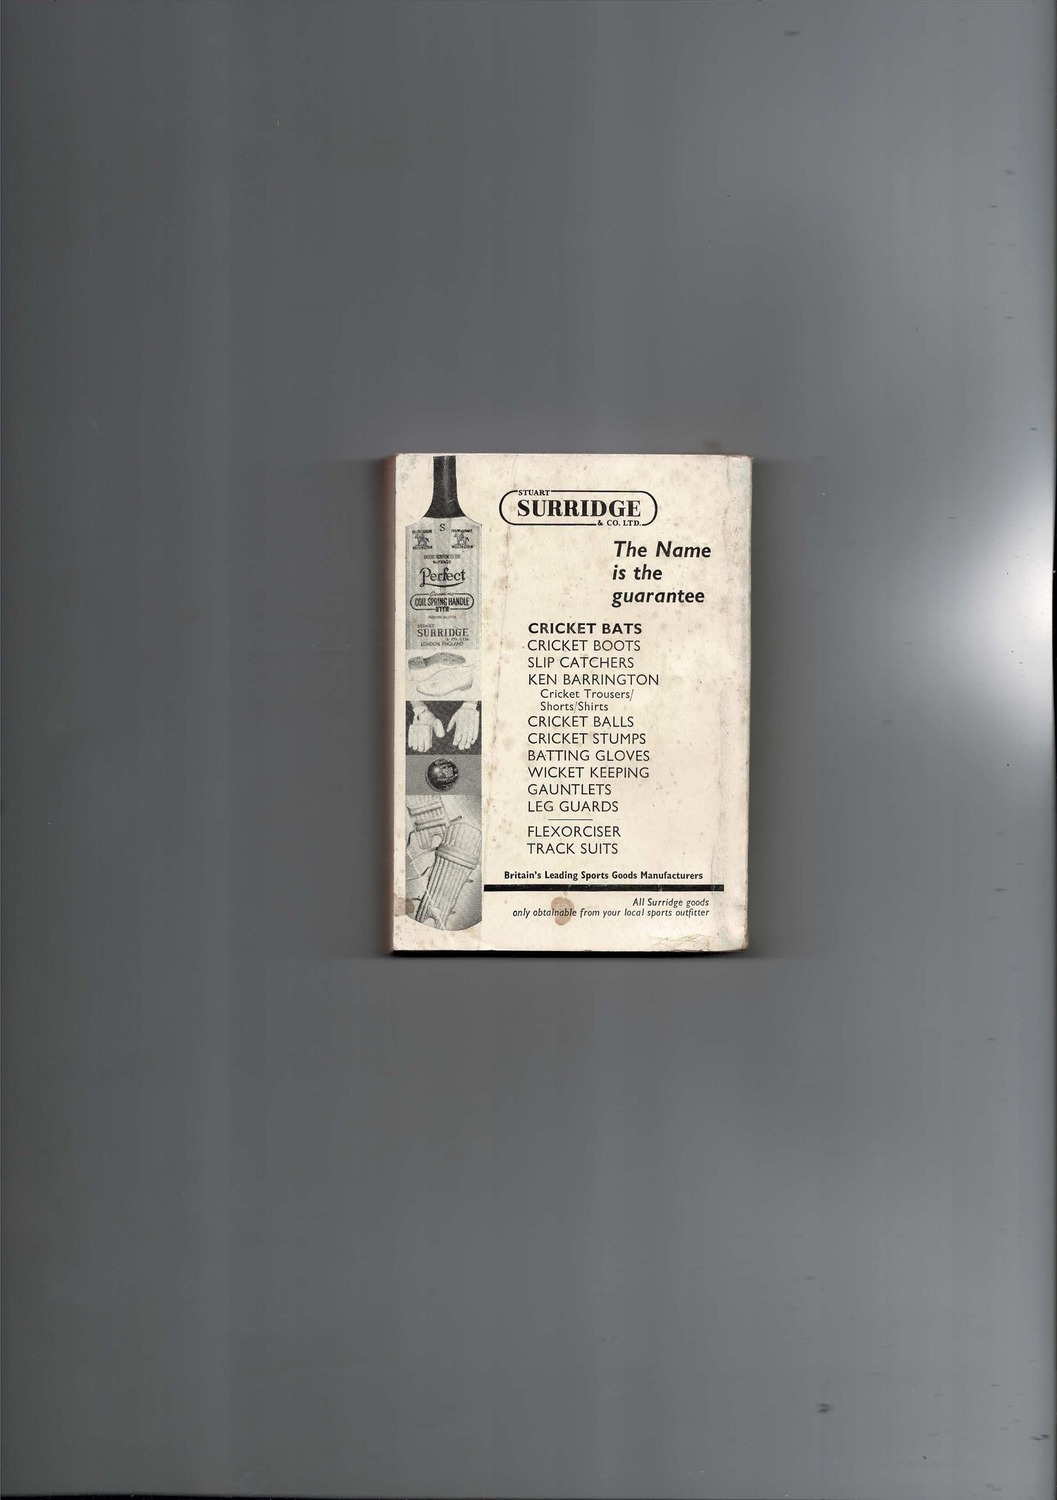 STUART
SURRIDGE
& CO. LTD.
The Name
is the
guarantee
CRICKET BATS
CRICKET BOOTS
SLIP CATCHERS
KEN BARRINGTON
Cricket Trousers/
Shorts/Shirts
CRICKET BALLS
CRICKET STUMPS
BATTING GLOVES
WICKET KEEPING
GAUNTLETS
LEG GUARDS
FLEXORCISER
TRACK SUITS
Britain's Leading Sports Goods Manufacturers
All Surridge goods
only obtainable from your local sports outfitter
S
Perfect
COIL SPRING HANDLE
STUART
SURRIDGE
& CO. LTD.
LONDON ENGLAND